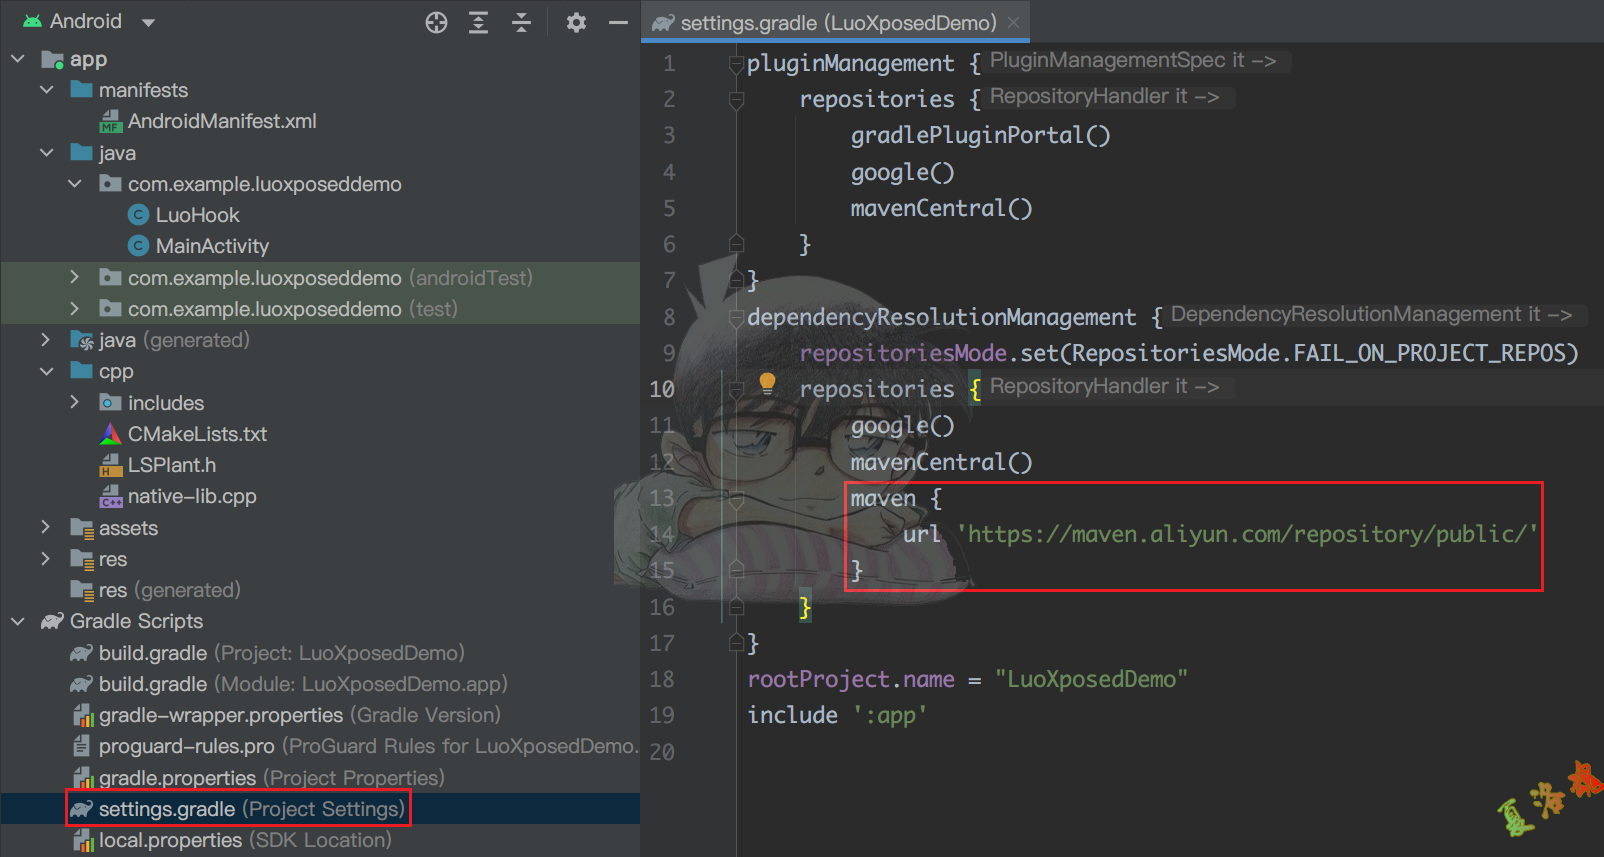 Android
app
manifests
AndroidManifest.xml
java
com.example.luoxposeddemo
LuoHook
MainActivity
com.example.luoxposeddemo (androidTest)
com.example.luoxposeddemo (test)
java (generated)
cpp
includes
CMakeLists.txt
LSPlant.h
native-lib.cpp
assets
res
res (generated)
Gradle Scripts
build.gradle (Project: LuoXposedDemo)
build.gradle (Module: LuoXposedDemo.app)
gradle-wrapper.properties (Gradle Version)
proguard-rules.pro (ProGuard Rules for LuoXposedDemo.
gradle.properties (Project Properties)
settings.gradle (Project Settings)
local.properties (SDK Location)
settings.gradle (LuoXposedDemo)
1 pluginManagement { PluginManagementSpec it ->
2 repositories { RepositoryHandler it ->
3 gradlePluginPortal()
4 google()
5 mavenCentral()
6 }
7 }
8 dependencyResolutionManagement { DependencyResolutionManagement it ->
9 repositoriesMode.set(RepositoriesMode.FAIL_ON_PROJECT_REPOS)
10 repositories { RepositoryHandler it ->
11 google()
12 mavenCentral()
13 maven {
14 url 'https://maven.aliyun.com/repository/public/'
15 }
16 }
17 }
18 rootProject.name = "LuoXposedDemo"
19 include ':app'
20